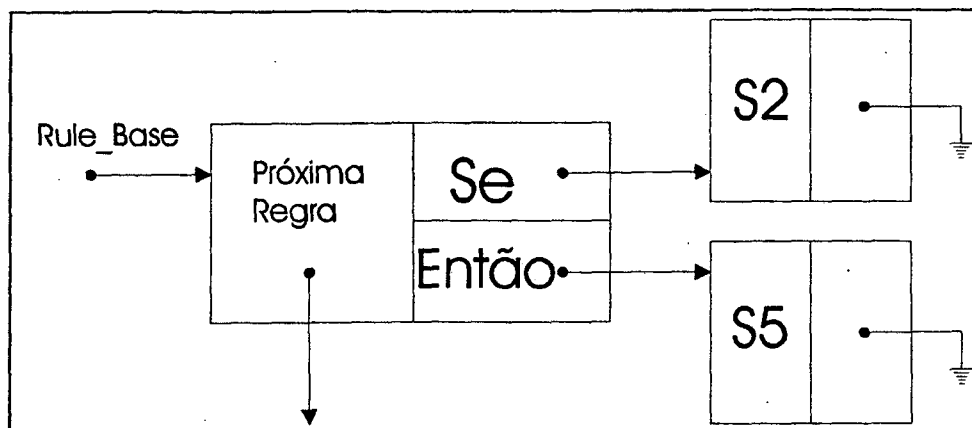 Rule_Base
Próxima
Regra
Se
Então
S2
S5